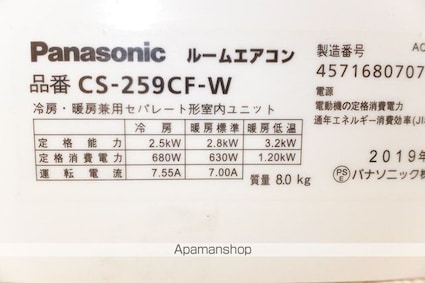 Panasonic ルームエアコン
品番 CS-259CF-W
冷房・暖房兼用セパレート形室内ユニット
冷房 暖房標準 暖房低温
定格能力 2.5kW 2.8kW 3.2kW
定格消費電力 680W 630W 1.20kW
運転電流 7.55A 7.00A
質量 8.0 kg
製造番号 AC
4571680707
電源
電動機の定格消費電力
通年エネルギー消費効率(JI
2019年
PSE パナソニック株
Apamanshop